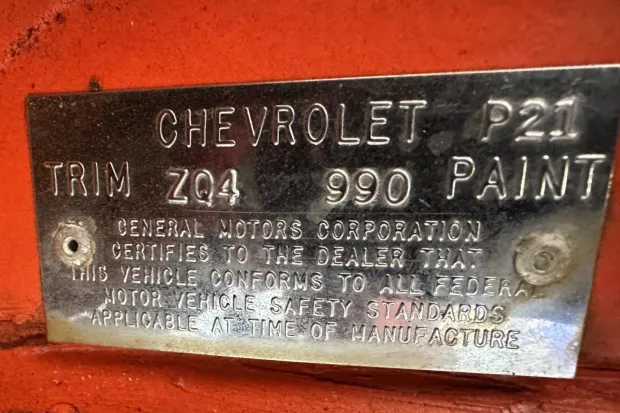 CHEVROLET P21
TRIM ZQ4 990 PAINT
GENERAL MOTORS CORPORATION
CERTIFIES TO THE DEALER THAT
THIS VEHICLE CONFORMS TO ALL FEDERAL
MOTOR VEHICLE SAFETY STANDARDS
APPLICABLE AT TIME OF MANUFACTURE